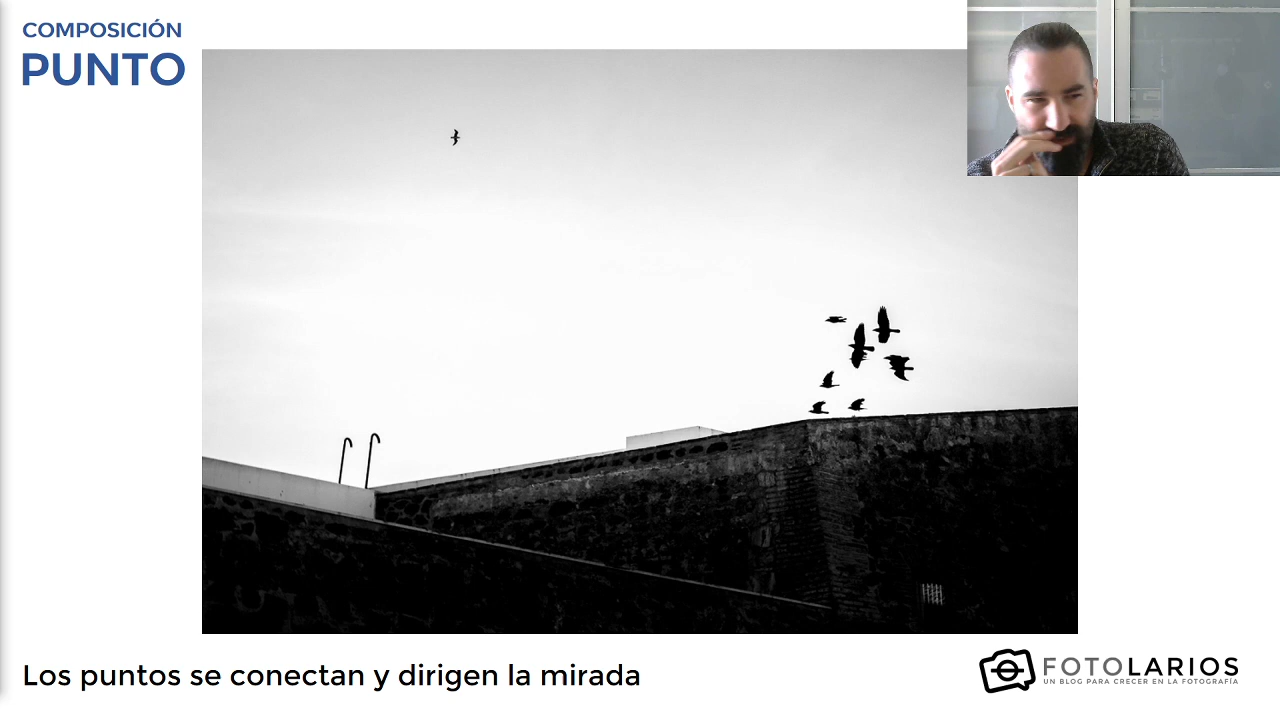 COMPOSICIÓN
PUNTO
Los puntos se conectan y dirigen la mirada
FOTOLARIOS
UN BLOG PARA CRECER EN LA FOTOGRAFÍA